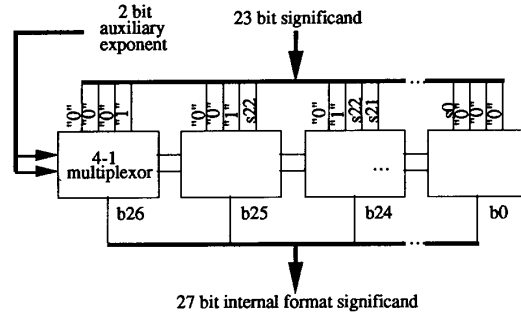 2 bit
auxiliary
exponent
23 bit significand
"0"
"0"
"0"
"1"
"0"
"0"
"1"
s22
"0"
"1"
s22
s21
s0
"0"
"0"
"0"
4-1
multiplexor
...
...
b26
b25
b24
b0
...
27 bit internal format significand